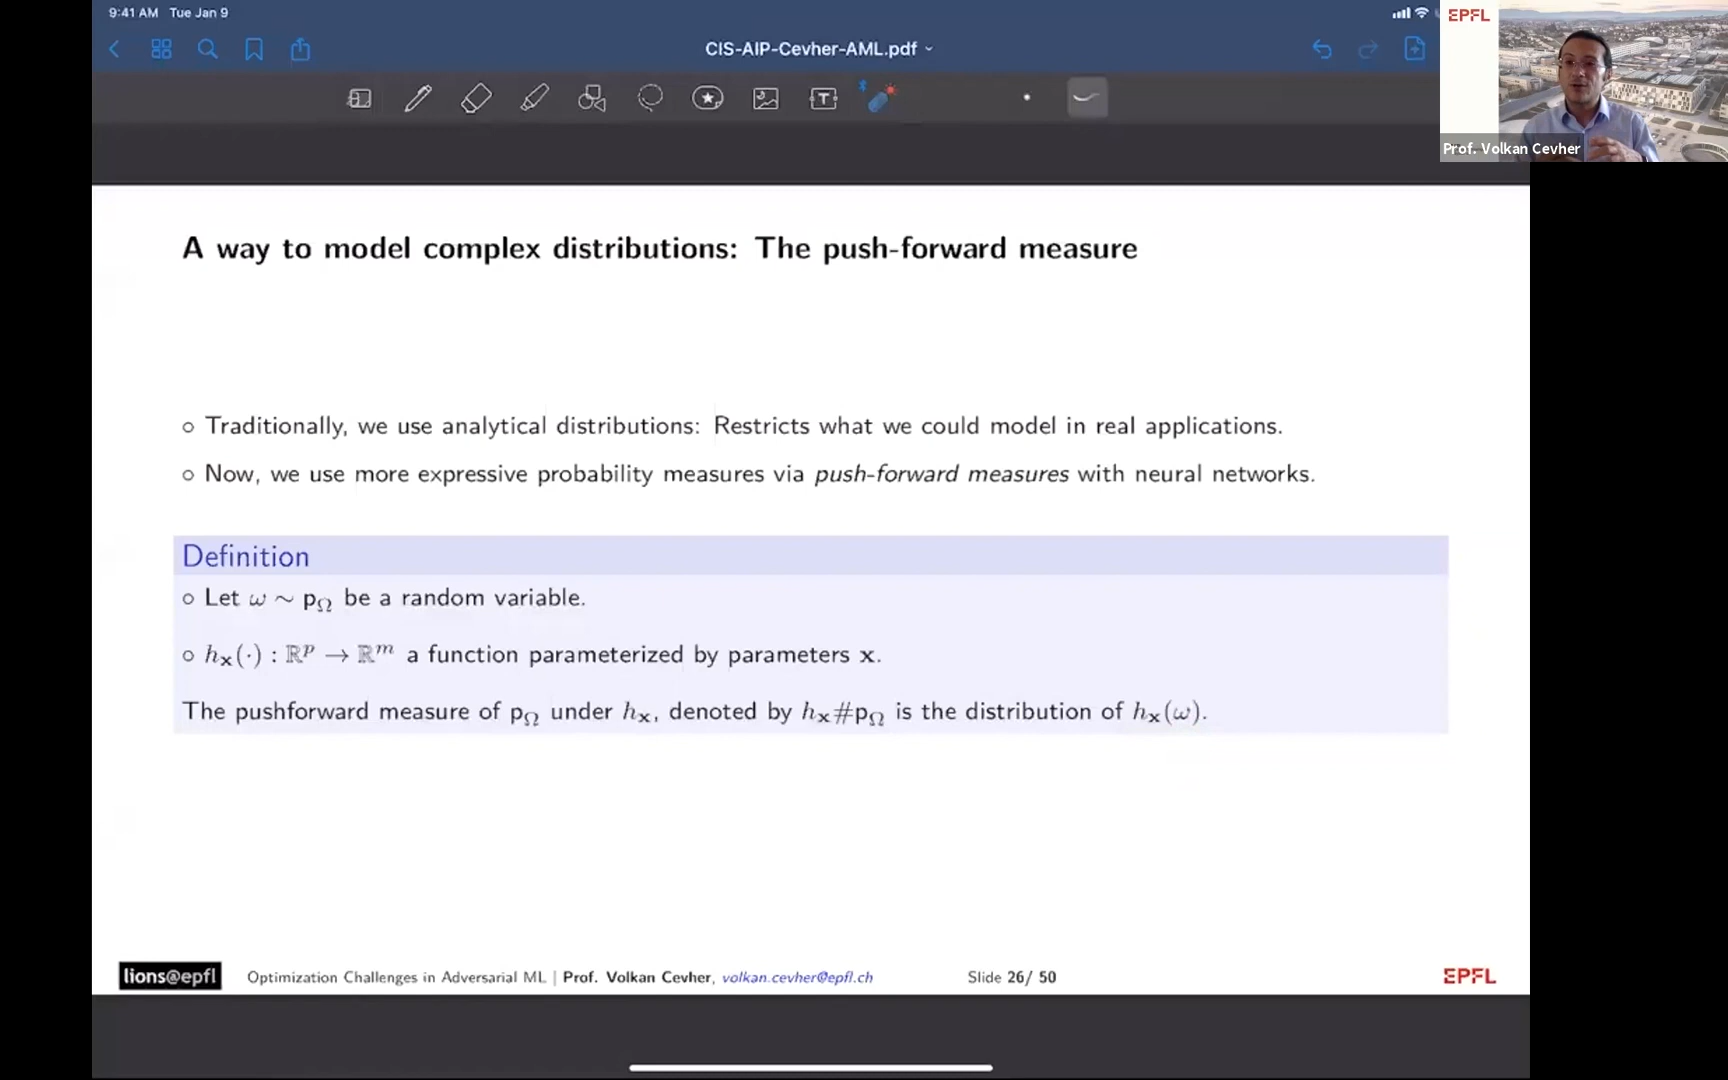 9:41 AM Tue Jan 9
CIS-AIP-Cevher-AML.pdf
EPFL
Prof. Volkan Cevher
T
A way to model complex distributions: The push-forward measure
○ Traditionally, we use analytical distributions: Restricts what we could model in real applications.
○ Now, we use more expressive probability measures via push-forward measures with neural networks.
Definition
○ Let ω ∼ p_Ω be a random variable.
○ h_𝐱(·) : ℝ^p → ℝ^m a function parameterized by parameters 𝐱.
The pushforward measure of p_Ω under h_𝐱, denoted by h_𝐱#p_Ω is the distribution of h_𝐱(ω).
lions@epfl Optimization Challenges in Adversarial ML | Prof. Volkan Cevher, volkan.cevher@epfl.ch Slide 26/ 50 EPFL